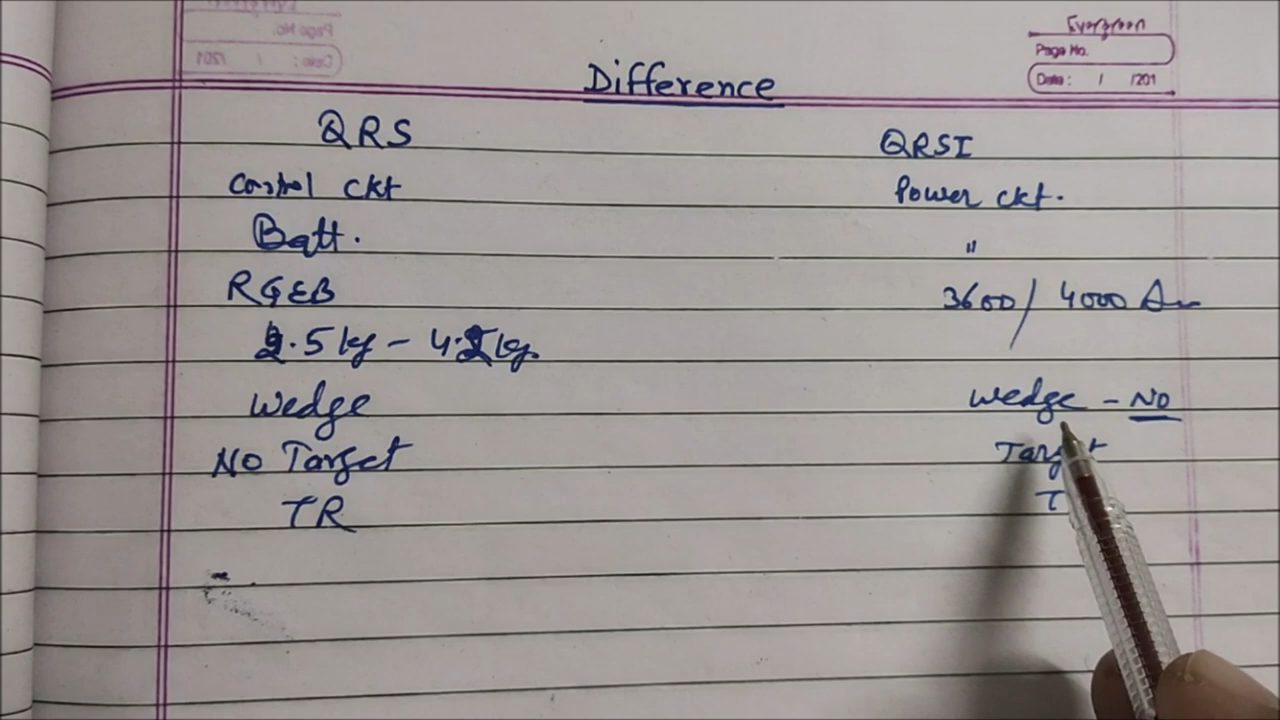 Evergreen
Page No.
Date: / /201
Difference
QRS QRSI
Control ckt Power ckt.
Batt. "
RGEB 3600/ 4000 A
2.5 kg - 4.2 kg.
Wedge Wedge - NO
NO Target
TR